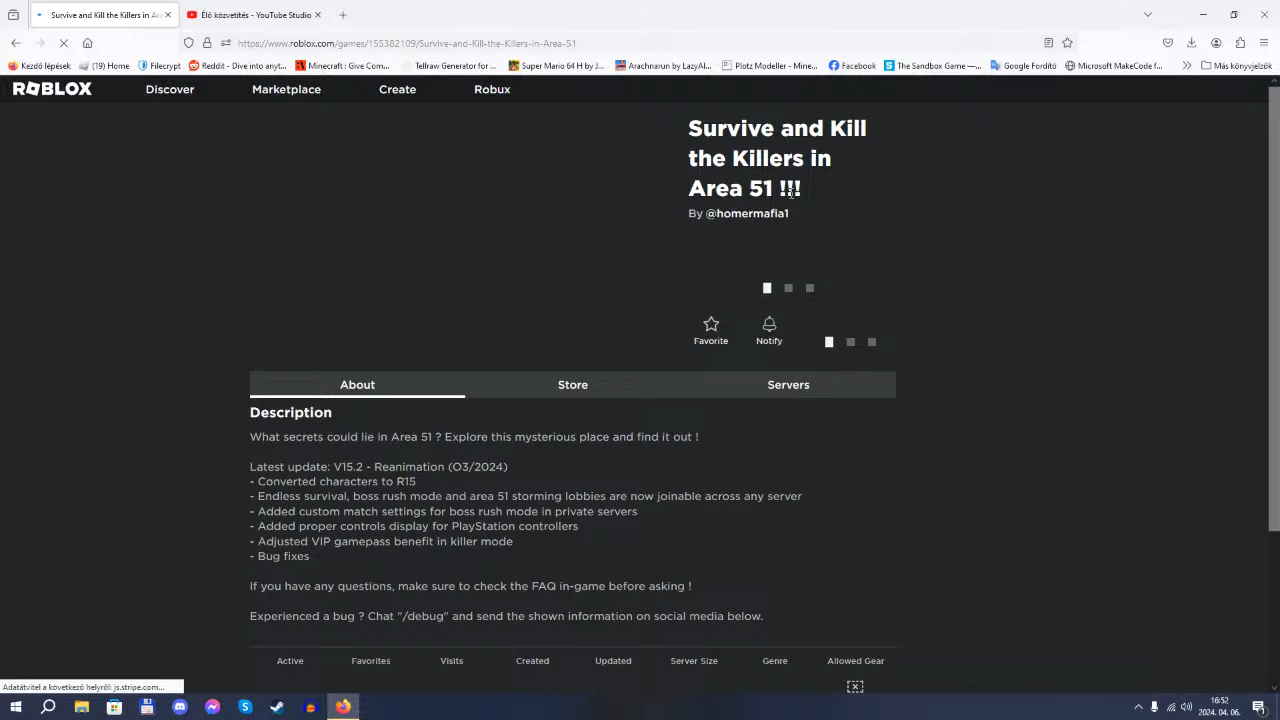 Survive and Kill the Killers in Are
Élő közvetítés - YouTube Studio
https://www.roblox.com/games/155382109/Survive-and-Kill-the-Killers-in-Area-51
Kezdő lépések
(19) Home
Filecrypt
Reddit - Dive into anyt...
Minecraft : Give Com...
Tellraw Generator for ...
Super Mario 64 H by J...
Arachnarun by LazyAl...
Plotz Modeller - Mine...
Facebook
The Sandbox Game —...
Google Fordító
Microsoft MakeCode f...
Más könyvjelzők
ROBLOX
Discover
Marketplace
Create
Robux
Survive and Kill
the Killers in
Area 51 !!!
By @homermafia1
Favorite
Notify
About
Store
Servers
Description
What secrets could lie in Area 51 ? Explore this mysterious place and find it out !
Latest update: V15.2 - Reanimation (O3/2024)
- Converted characters to R15
- Endless survival, boss rush mode and area 51 storming lobbies are now joinable across any server
- Added custom match settings for boss rush mode in private servers
- Added proper controls display for PlayStation controllers
- Adjusted VIP gamepass benefit in killer mode
- Bug fixes
If you have any questions, make sure to check the FAQ in-game before asking !
Experienced a bug ? Chat "/debug" and send the shown information on social media below.
Active
Favorites
Visits
Created
Updated
Server Size
Genre
Allowed Gear
Adatátvitel a következő helyről: js.stripe.com...
16:52
2024. 04. 06.